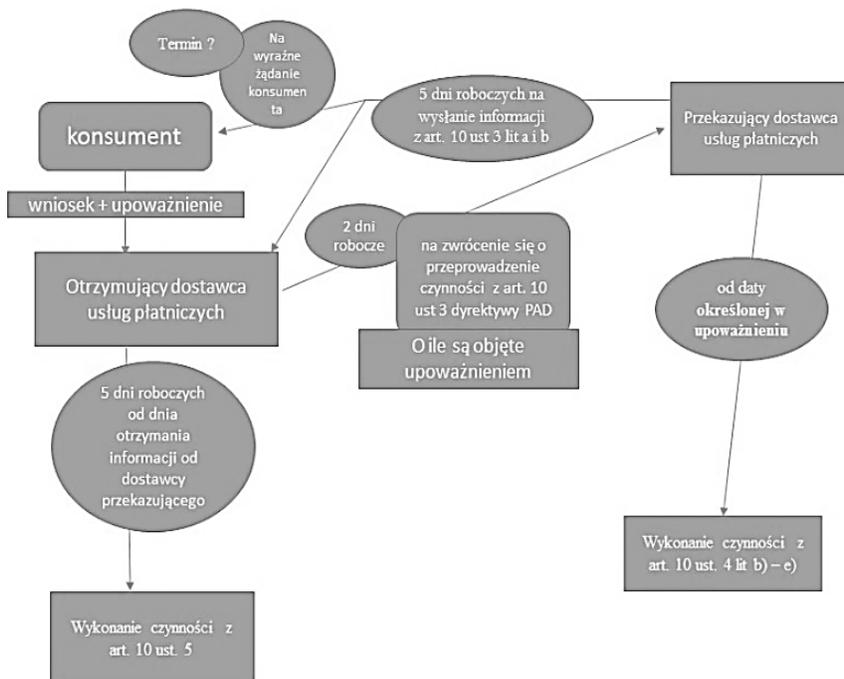 Termin ?
Na
wyraźne
żądanie
konsumen
ta
5 dni roboczych na
wysłanie informacji
z art. 10 ust 3 lit a i b
Przekazujący dostawca
usług płatniczych
konsument
wniosek + upoważnienie
2 dni
robocze
na zwrócenie się o
przeprowadzenie
czynności z art. 10
ust 3 dyrektywy PAD
Otrzymujący dostawca
usług płatniczych
od daty
określonej w
upoważnieniu
O ile są objęte
upoważnieniem
5 dni roboczych
od dnia
otrzymania
informacji od
dostawcy
przekazującego
Wykonanie czynności z
art. 10 ust. 4 lit b) – e)
Wykonanie czynności z
art. 10 ust. 5